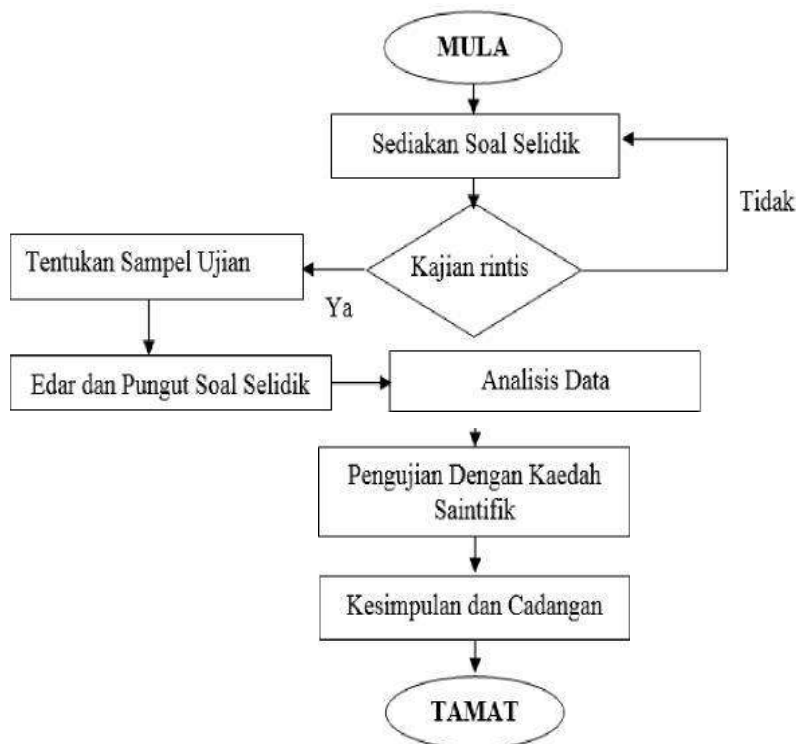 MULA
Sediakan Soal Selidik
Tidak
Kajian rintis
Tentukan Sampel Ujian
Ya
Edar dan Pungut Soal Selidik
Analisis Data
Pengujian Dengan Kaedah
Saintifik
Kesimpulan dan Cadangan
TAMAT